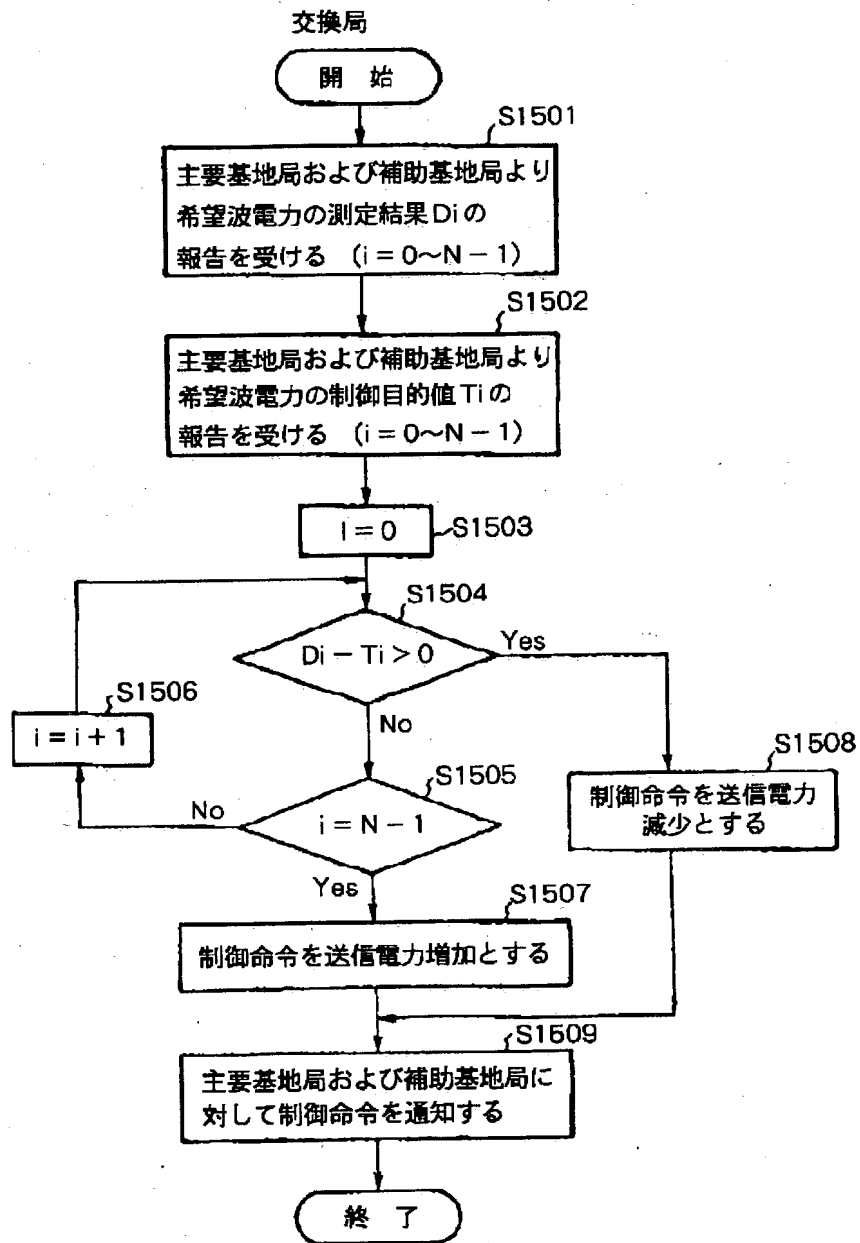 交換局
開 始
S1501
主要基地局および補助基地局より
希望波電力の測定結果Diの
報告を受ける (i=0~N-1)
S1502
主要基地局および補助基地局より
希望波電力の制御目的値Tiの
報告を受ける (i=0~N-1)
I=0
S1503
S1504
Di-Ti>0
Yes
S1506
i=i+1
No
S1505
i=N-1
No
Yes
S1508
制御命令を送信電力
減少とする
S1507
制御命令を送信電力増加とする
S1509
主要基地局および補助基地局に
対して制御命令を通知する
終 了